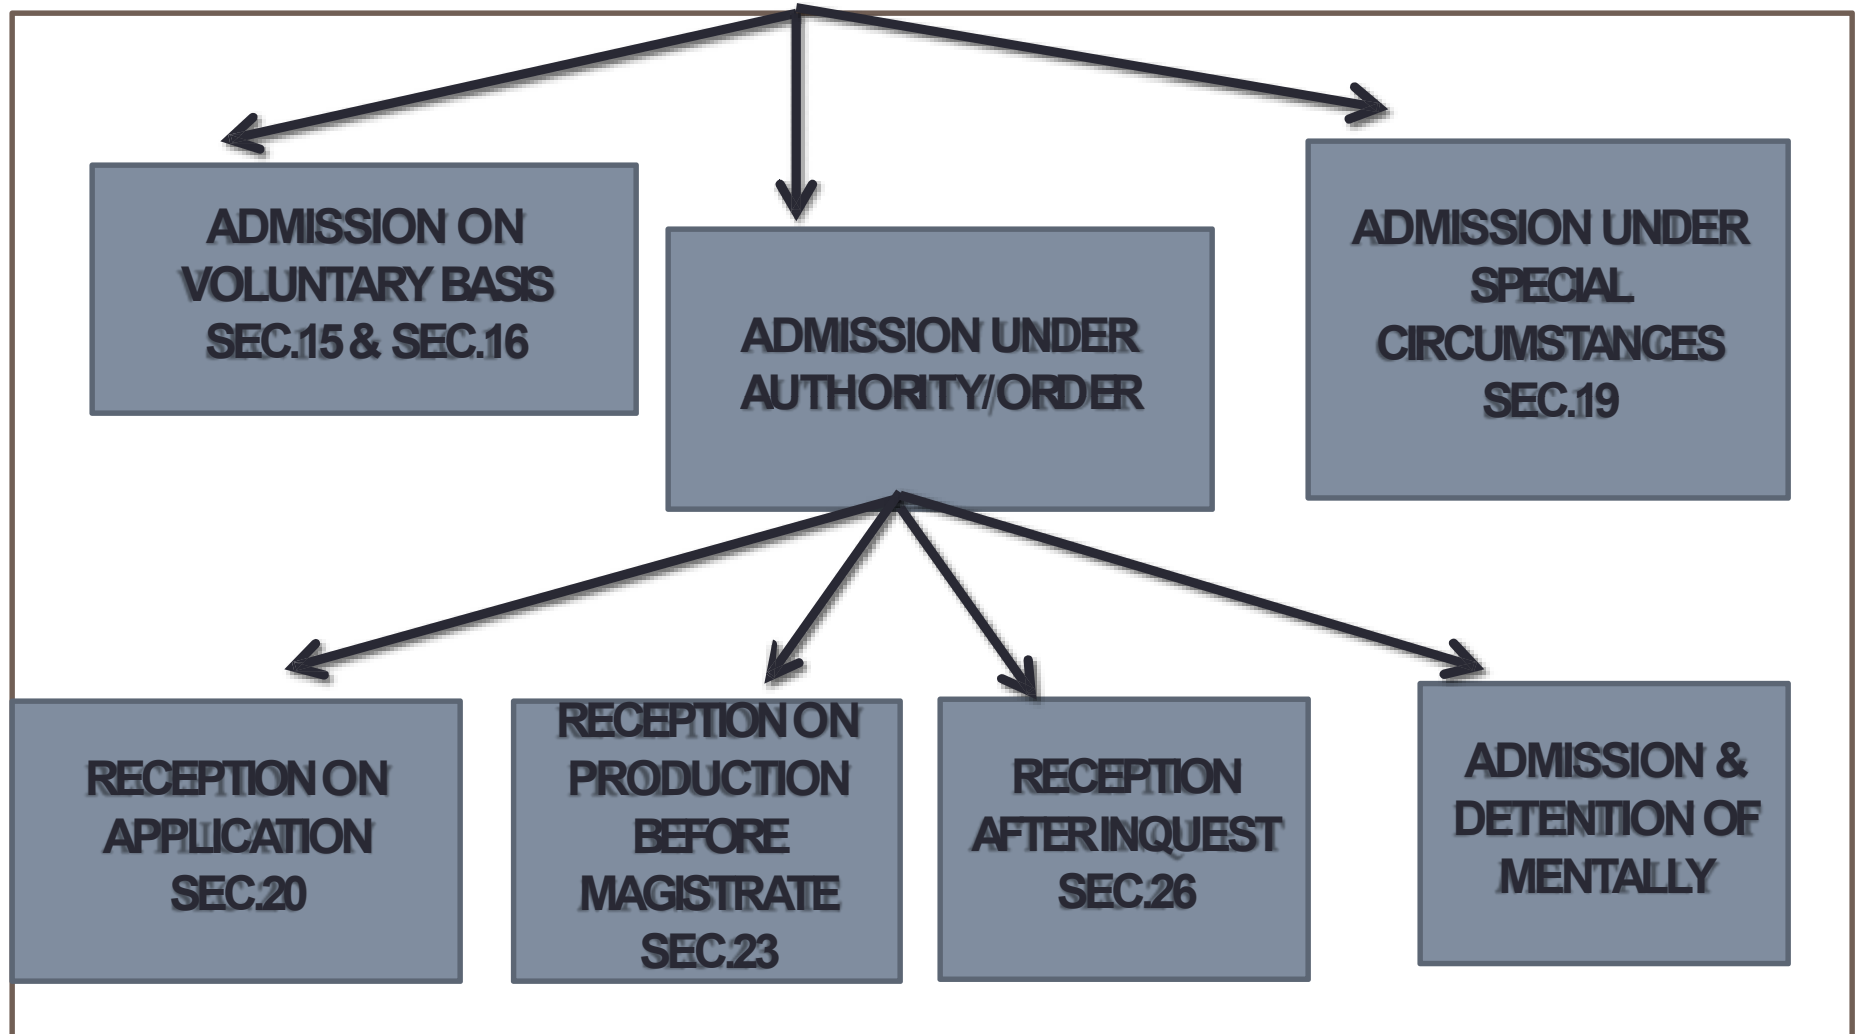 ADMISSION ON
VOLUNTARY BASIS
SEC.15 & SEC.16
ADMISSION UNDER
AUTHORITY/ORDER
ADMISSION UNDER
SPECIAL
CIRCUMSTANCES
SEC.19
RECEPTION ON
APPLICATION
SEC.20
RECEPTION ON
PRODUCTION
BEFORE
MAGISTRATE
SEC.23
RECEPTION
AFTER INQUEST
SEC.26
ADMISSION &
DETENTION OF
MENTALLY